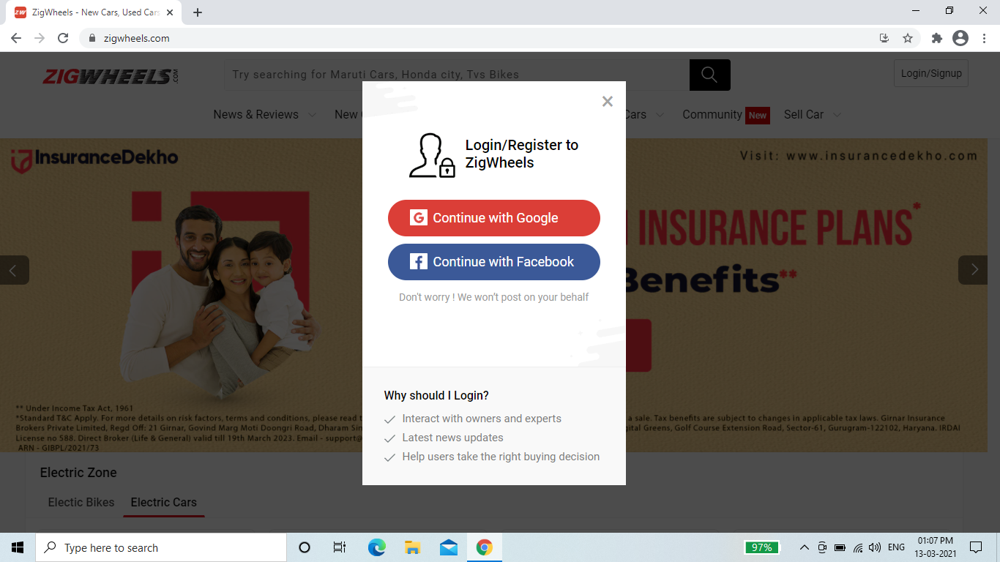 ZigWheels - New Cars, Used Cars
zigwheels.com
ZIGWHEELS.COM
Try searching for Maruti Cars, Honda city, Tvs Bikes
Login/Signup
News & Reviews
New
Cars
Community New
Sell Car
InsuranceDekho
Visit: www.insurancedekho.com
INSURANCE PLANS*
Benefits**
Login/Register to
ZigWheels
G Continue with Google
f Continue with Facebook
Don't worry ! We won't post on your behalf
Why should I Login?
Interact with owners and experts
Latest news updates
Help users take the right buying decision
** Under Income Tax Act, 1961
*Standard T&C Apply. For more details on risk factors, terms and conditions, please read t
a sale. Tax benefits are subject to changes in applicable tax laws. Girnar Insurance
Brokers Private Limited, Regd Off: 21 Girnar, Govind Marg Moti Doongri Road, Dharam Sin
gital Greens, Golf Course Extension Road, Sector-61, Gurugram-122102, Haryana. IRDAI
License no 588. Direct Broker (Life & General) valid till 19th March 2023. Email - support@
ARN - GIBPL/2021/73
Electric Zone
Electic Bikes
Electric Cars
Type here to search
97%
ENG
01:07 PM
13-03-2021